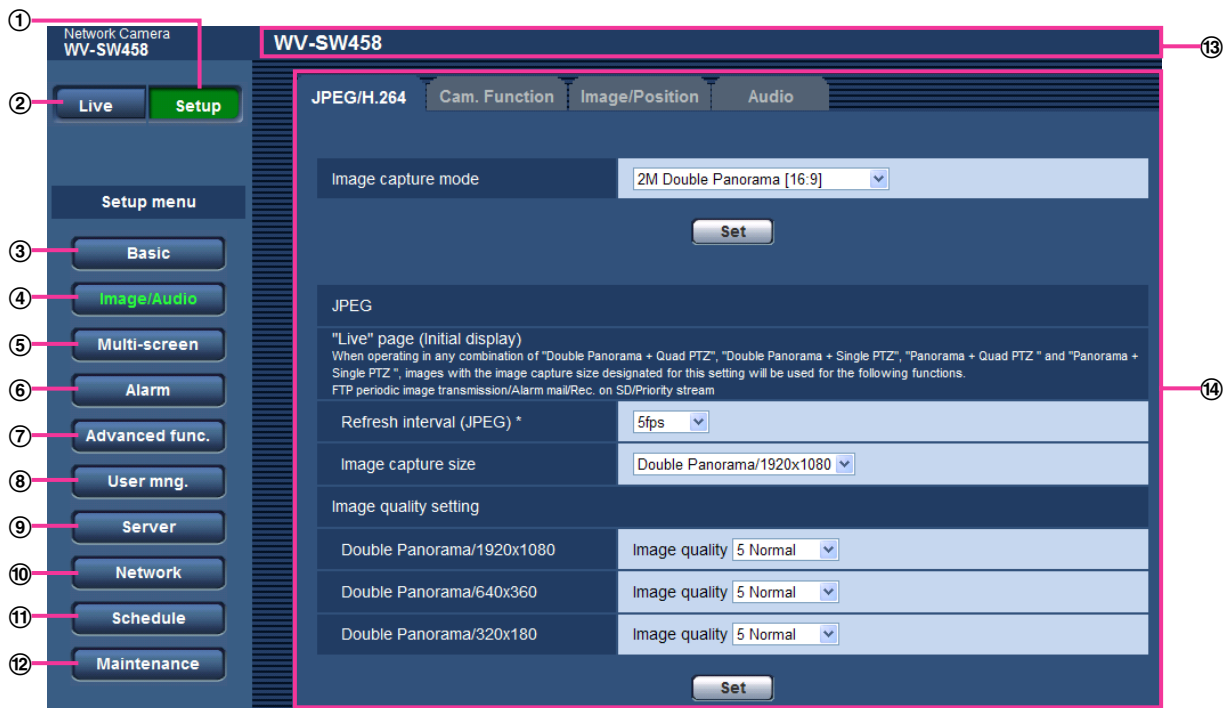 ①
Network Camera
WV-SW458
WV-SW458
⑬
②
Live
Setup
JPEG/H.264
Cam. Function
Image/Position
Audio
Image capture mode
2M Double Panorama [16:9]
Set
Setup menu
③
Basic
④
Image/Audio
⑤
Multi-screen
⑥
Alarm
⑦
Advanced func.
⑧
User mng.
⑨
Server
⑩
Network
⑪
Schedule
⑫
Maintenance
JPEG
"Live" page (Initial display)
When operating in any combination of "Double Panorama + Quad PTZ", "Double Panorama + Single PTZ", "Panorama + Quad PTZ " and "Panorama +
Single PTZ ", images with the image capture size designated for this setting will be used for the following functions.
FTP periodic image transmission/Alarm mail/Rec. on SD/Priority stream
⑭
Refresh interval (JPEG) *
5fps
Image capture size
Double Panorama/1920x1080
Image quality setting
Double Panorama/1920x1080
Image quality
5 Normal
Double Panorama/640x360
Image quality
5 Normal
Double Panorama/320x180
Image quality
5 Normal
Set